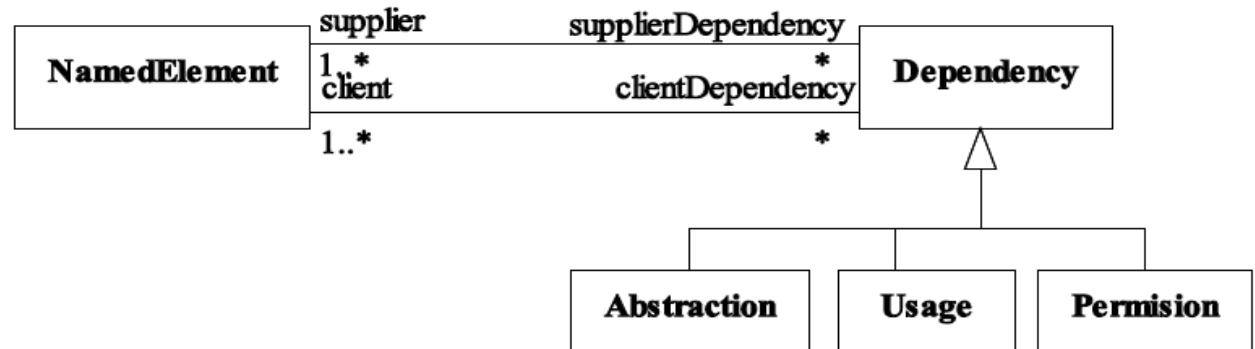 supplier supplierDependency
NamedElement 1..* * Dependency
client clientDependency
1..* *
Abstraction Usage Permision